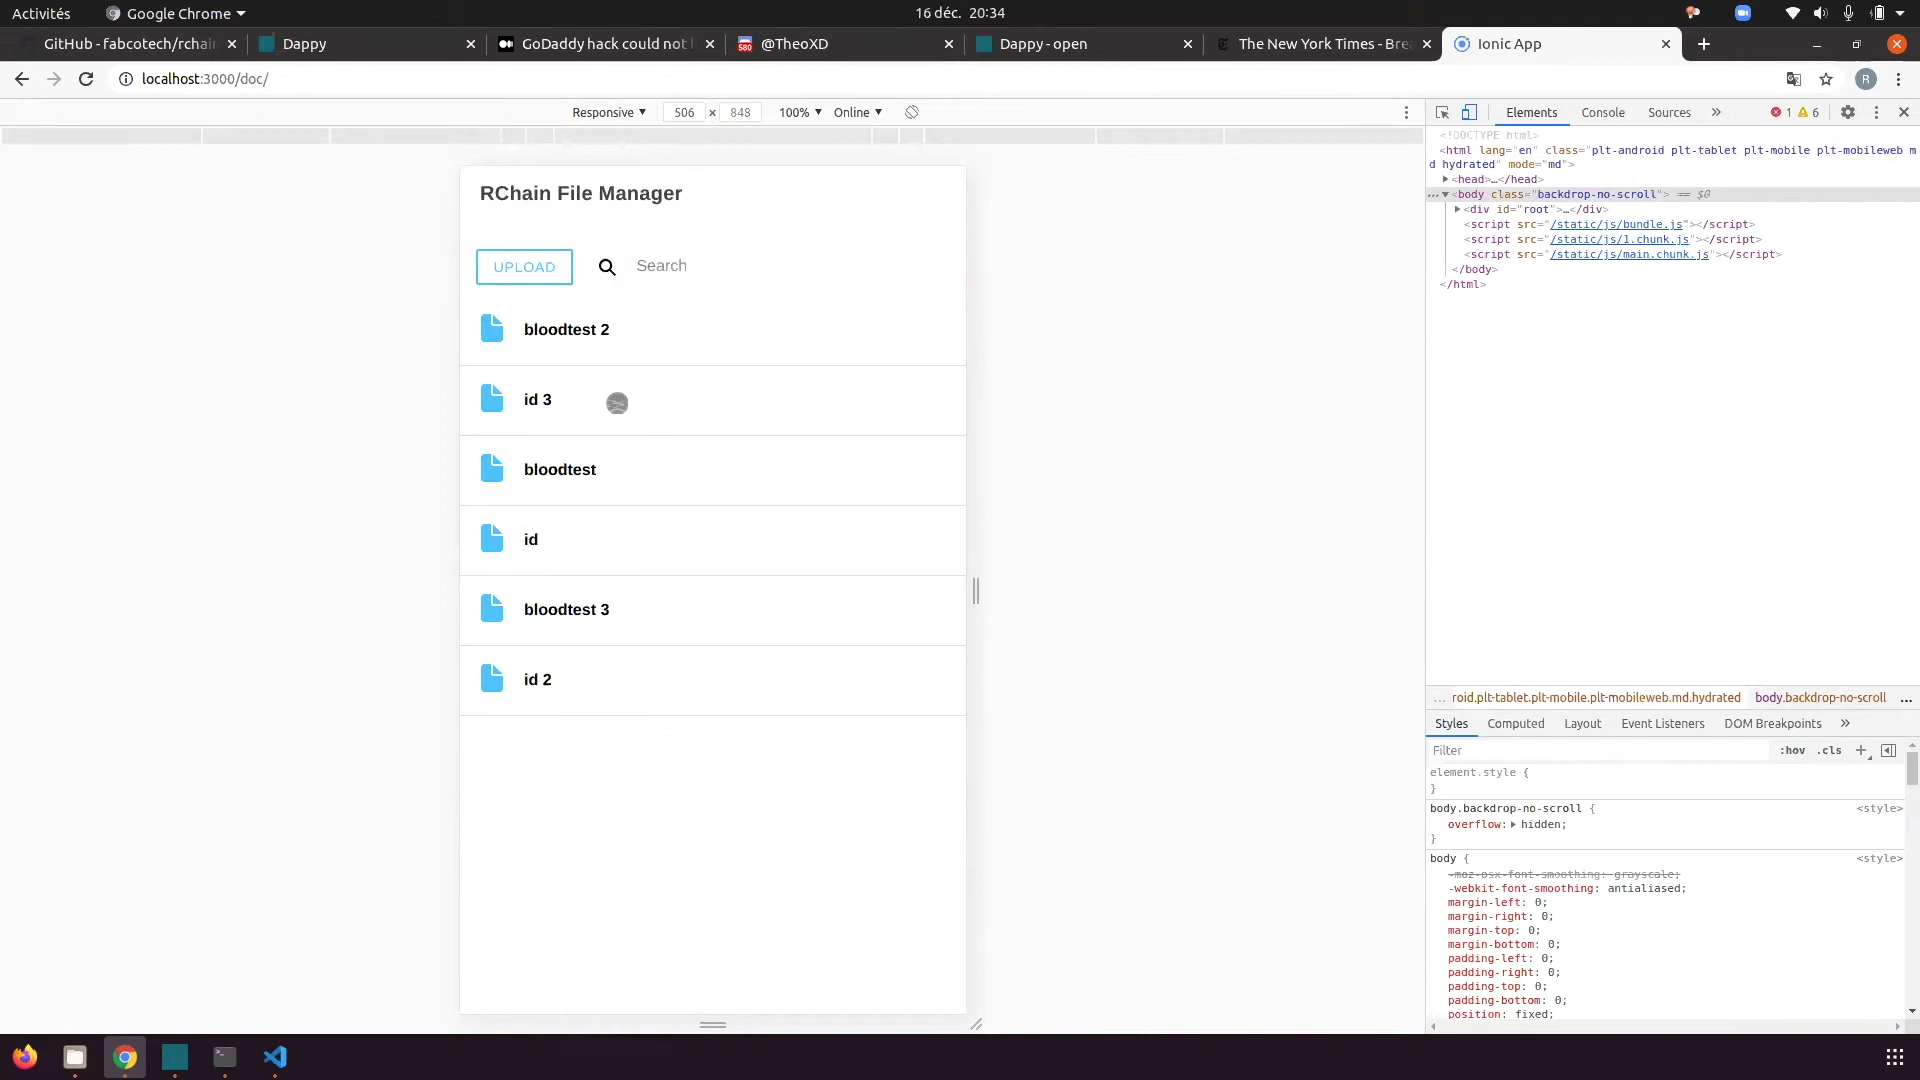 Activités
Google Chrome
16 déc. 20:34
GitHub - fabcotech/rchai
Dappy
GoDaddy hack could not
@TheoXD
Dappy - open
The New York Times - Bre
Ionic App
localhost:3000/doc/
R
Responsive
506 × 848
100%
Online
Elements
Console
Sources
1
6
RChain File Manager
UPLOAD
Search
bloodtest 2
id 3
bloodtest
id
bloodtest 3
id 2
<!DOCTYPE html>
<html lang="en" class="plt-android plt-tablet plt-mobile plt-mobileweb m
d hydrated" mode="md">
<head>…</head>
<body class="backdrop-no-scroll"> == $0
<div id="root">…</div>
<script src="/static/js/bundle.js"></script>
<script src="/static/js/1.chunk.js"></script>
<script src="/static/js/main.chunk.js"></script>
</body>
</html>
… roid.plt-tablet.plt-mobile.plt-mobileweb.md.hydrated body.backdrop-no-scroll …
Styles
Computed
Layout
Event Listeners
DOM Breakpoints
Filter
:hov .cls
element.style {
}
body.backdrop-no-scroll { <style>
overflow: hidden;
}
body { <style>
-moz-osx-font-smoothing: grayscale;
-webkit-font-smoothing: antialiased;
margin-left: 0;
margin-right: 0;
margin-top: 0;
margin-bottom: 0;
padding-left: 0;
padding-right: 0;
padding-top: 0;
padding-bottom: 0;
position: fixed;